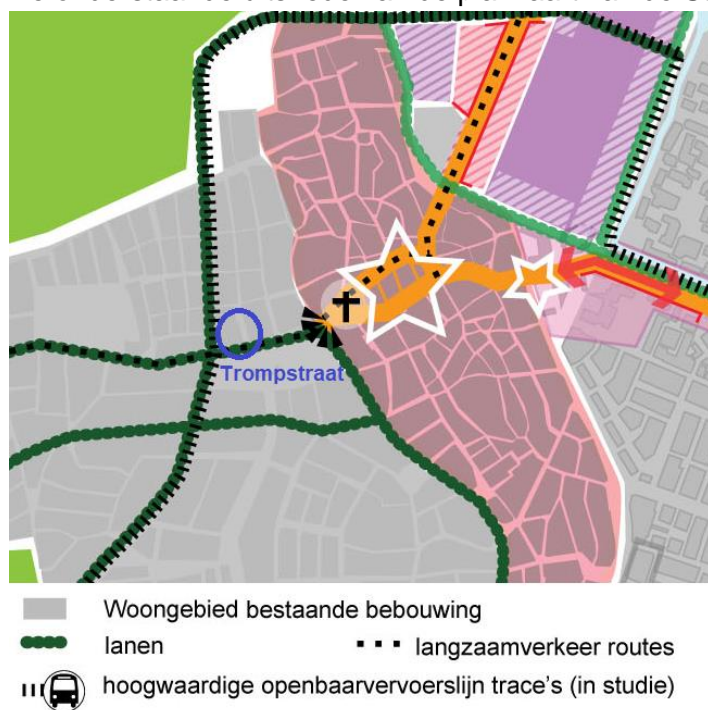 Trompstraat
Woongebied bestaande bebouwing
lanen
langzaamverkeer routes
hoogwaardige openbaarvervoerslijn trace's (in studie)